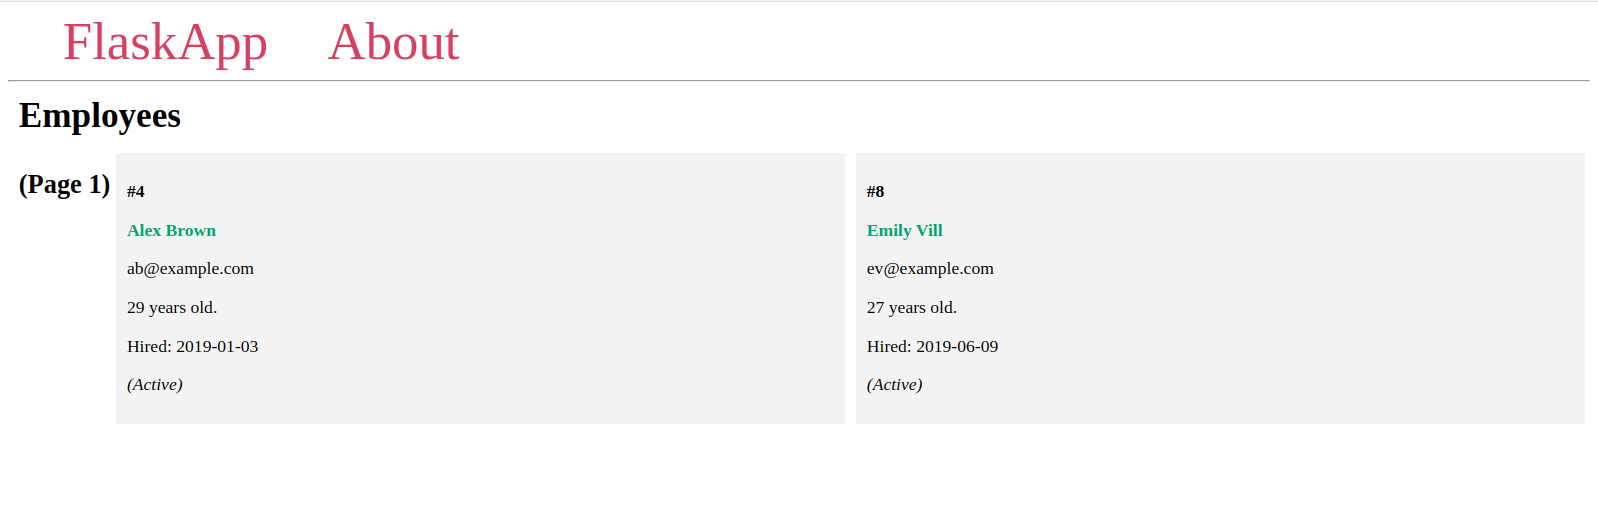 FlaskApp About
Employees
(Page 1)
#4
Alex Brown
ab@example.com
29 years old.
Hired: 2019-01-03
(Active)
#8
Emily Vill
ev@example.com
27 years old.
Hired: 2019-06-09
(Active)